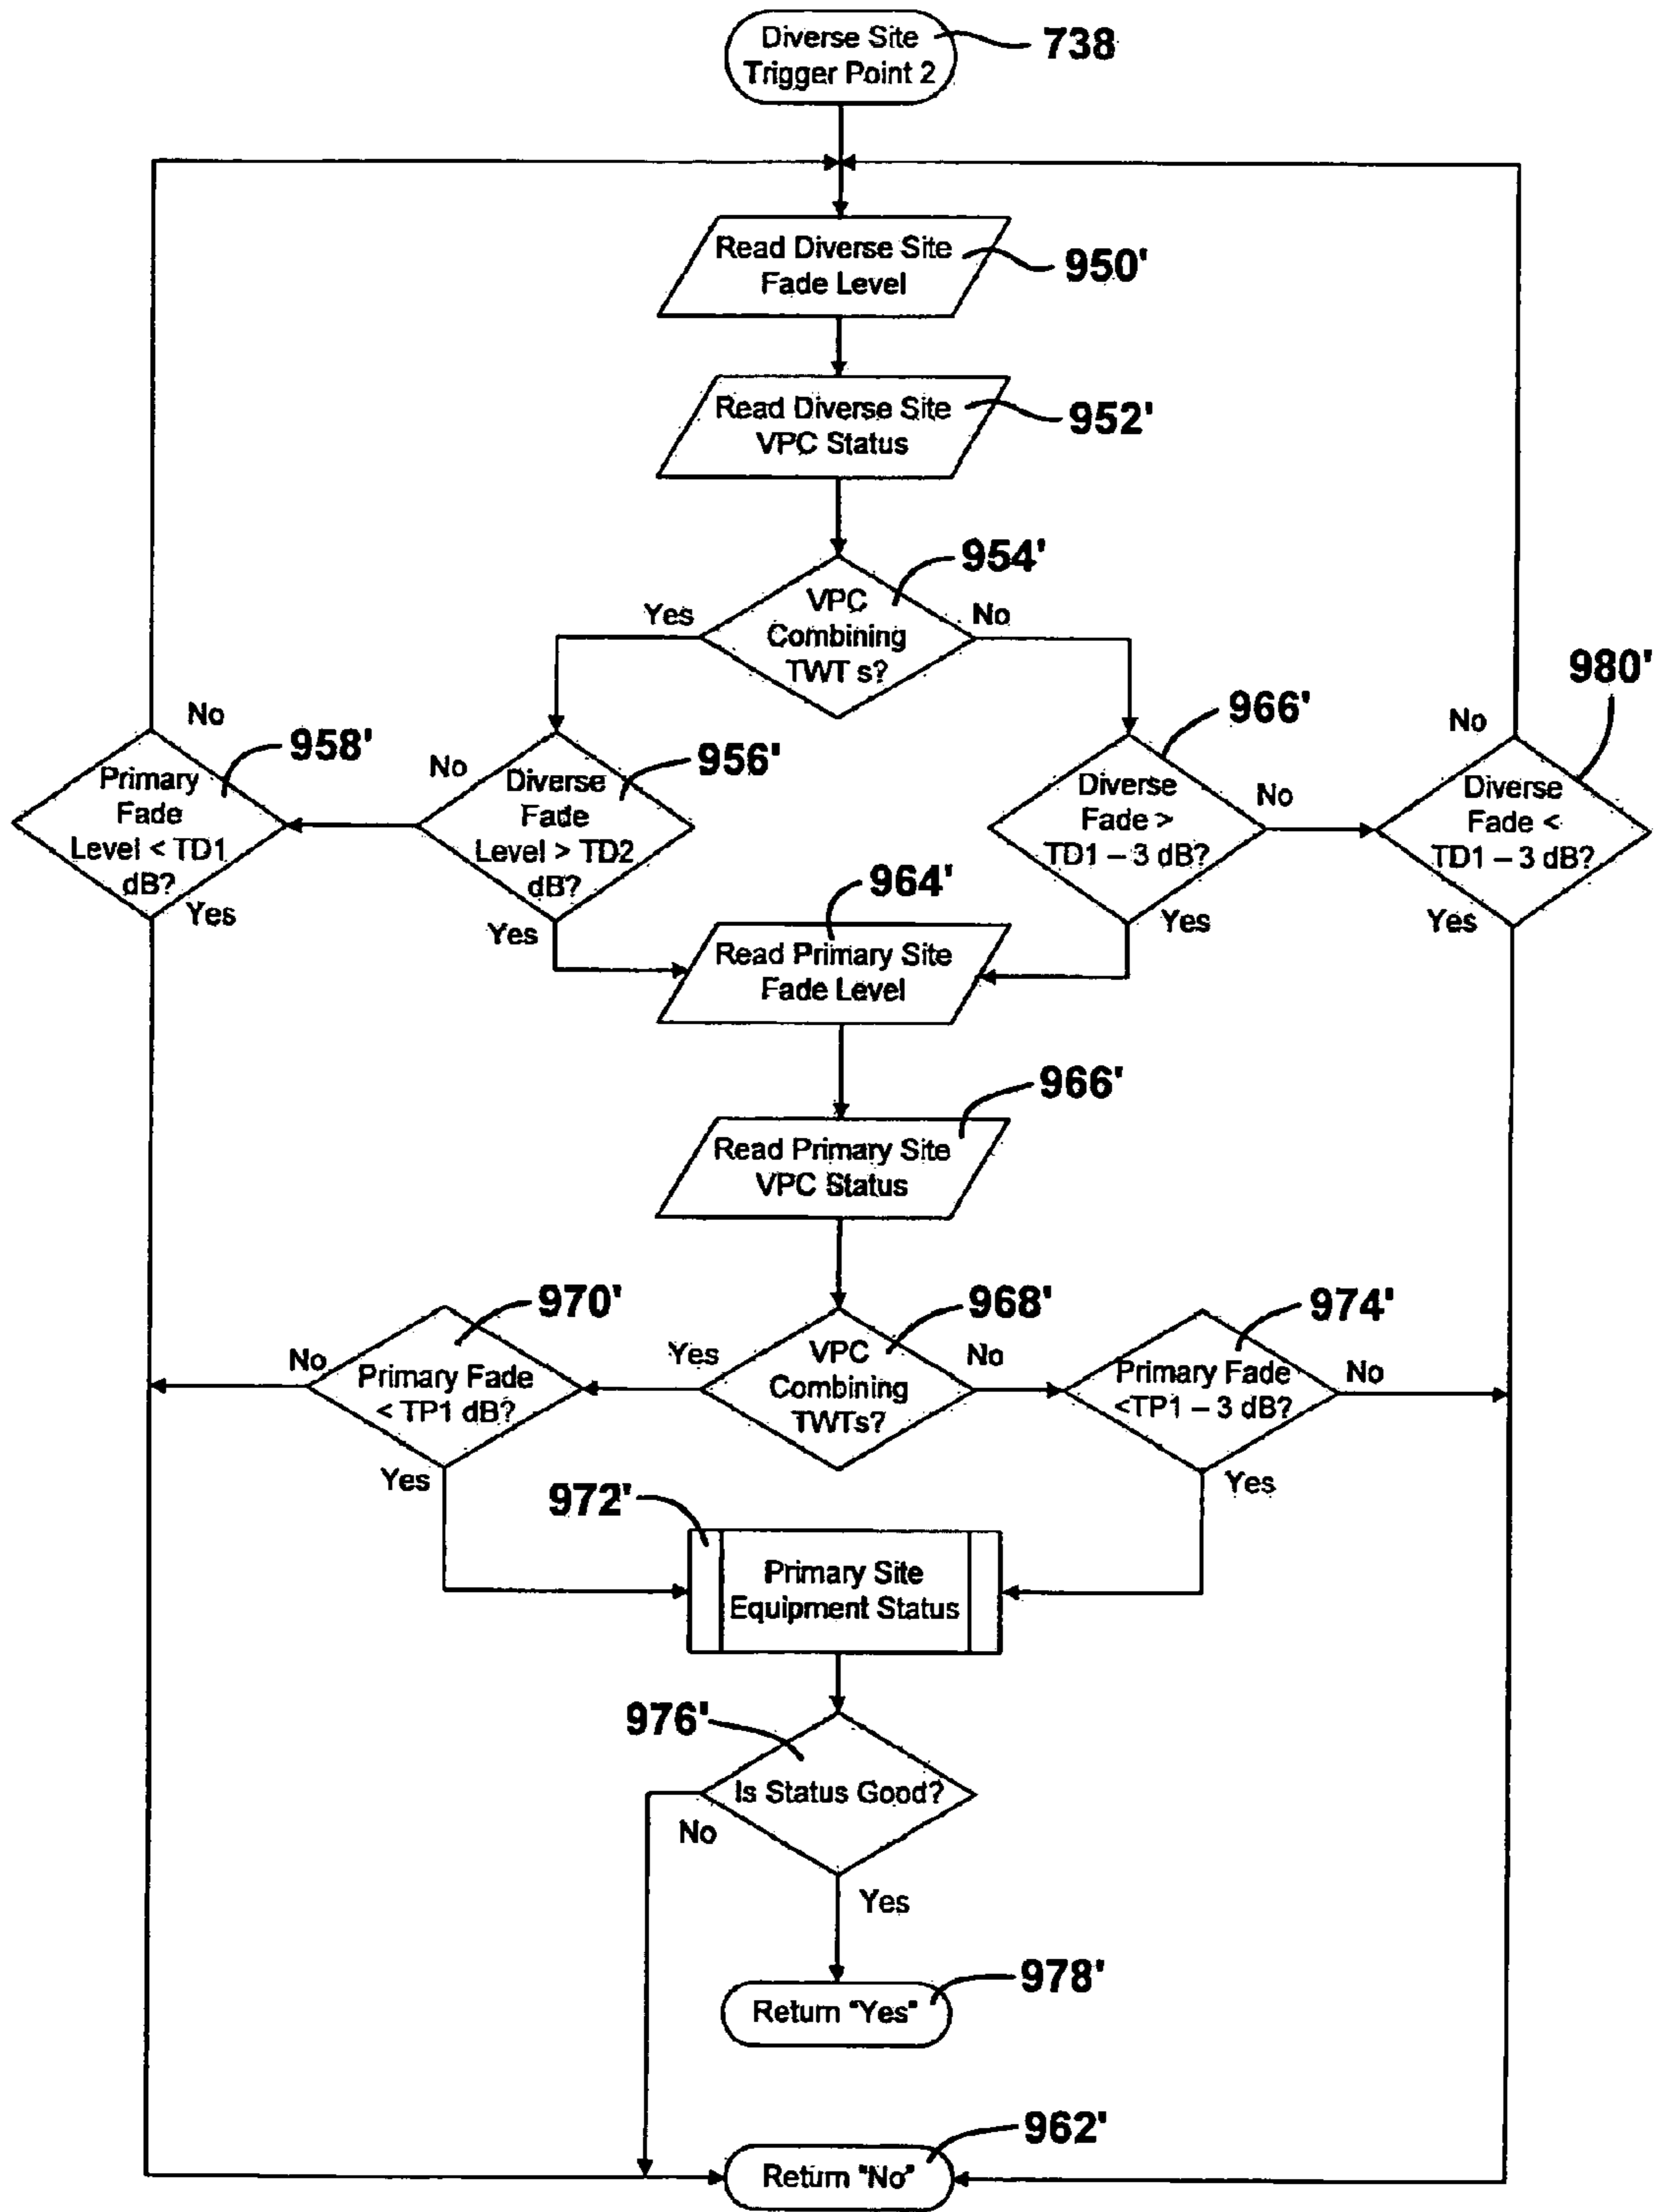 Diverse Site
Trigger Point 2
738
Read Diverse Site
Fade Level
950'
Read Diverse Site
VPC Status
952'
954'
Yes
VPC
Combining
TWT s?
No
980'
966'
No
958'
Primary
Fade
Level < TD1
dB?
Yes
No
956'
Diverse
Fade
Level > TD2
dB?
Yes
Diverse
Fade >
TD1 – 3 dB?
No
Yes
No
Diverse
Fade <
TD1 – 3 dB?
Yes
964'
Read Primary Site
Fade Level
966'
Read Primary Site
VPC Status
970'
No
Primary Fade
< TP1 dB?
Yes
968'
Yes
VPC
Combining
TWTs?
No
974'
Primary Fade
<TP1 – 3 dB?
No
Yes
972'
Primary Site
Equipment Status
976'
Is Status Good?
No
Yes
978'
Return "Yes"
962'
Return "No"